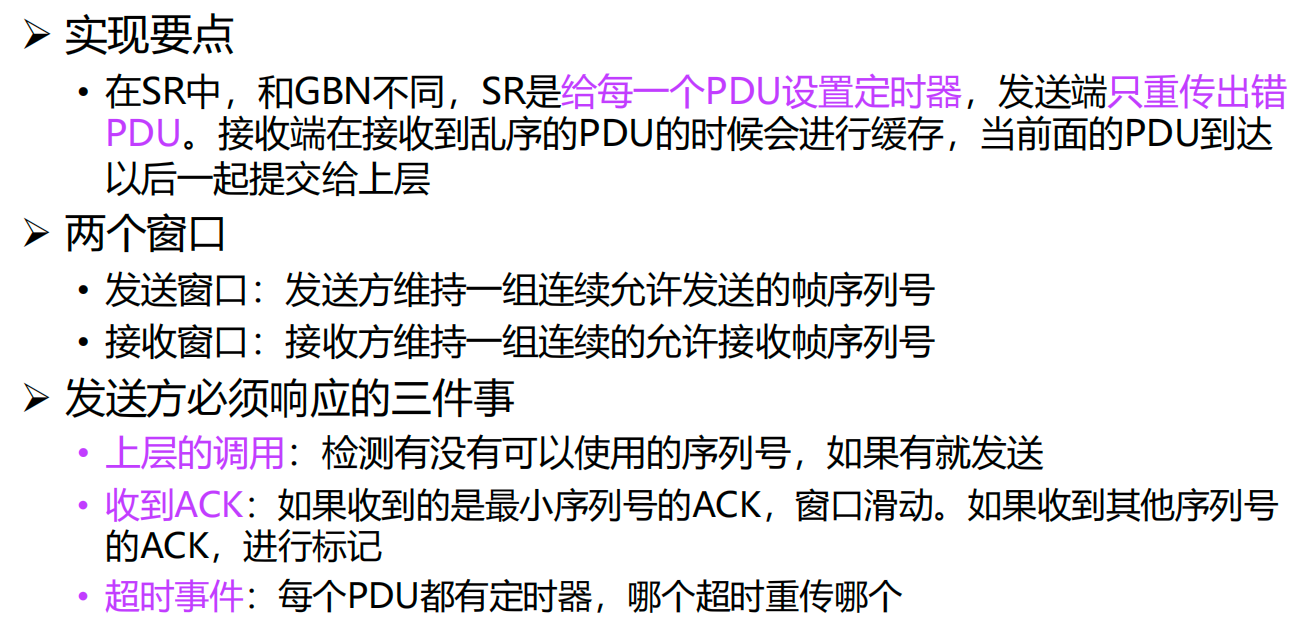 ➢ 实现要点
• 在SR中，和GBN不同，SR是给每一个PDU设置定时器，发送端只重传出错
PDU。接收端在接收到乱序的PDU的时候会进行缓存，当前面的PDU到达
以后一起提交给上层
➢ 两个窗口
• 发送窗口：发送方维持一组连续允许发送的帧序列号
• 接收窗口：接收方维持一组连续的允许接收帧序列号
➢ 发送方必须响应的三件事
• 上层的调用：检测有没有可以使用的序列号，如果有就发送
• 收到ACK：如果收到的是最小序列号的ACK，窗口滑动。如果收到其他序列号
的ACK，进行标记
• 超时事件：每个PDU都有定时器，哪个超时重传哪个